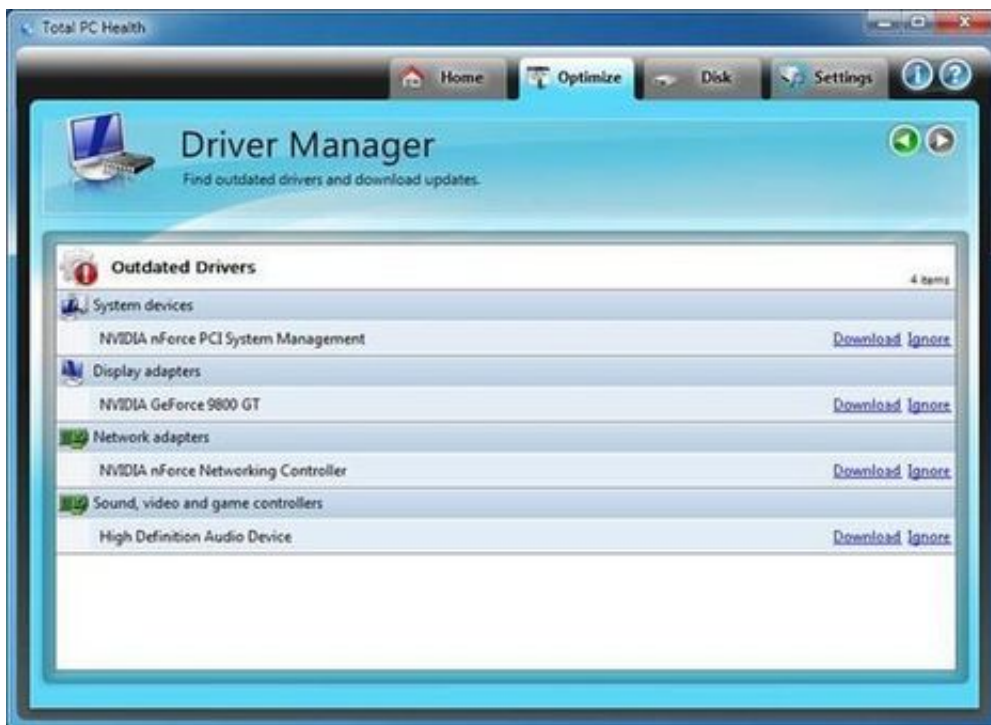 Total PC Health
Home Optimize Disk Settings
Driver Manager
Find outdated drivers and download updates.
Outdated Drivers
4 items
System devices
NVIDIA nForce PCI System Management Download Ignore
Display adapters
NVIDIA GeForce 9800 GT Download Ignore
Network adapters
NVIDIA nForce Networking Controller Download Ignore
Sound, video and game controllers
High Definition Audio Device Download Ignore